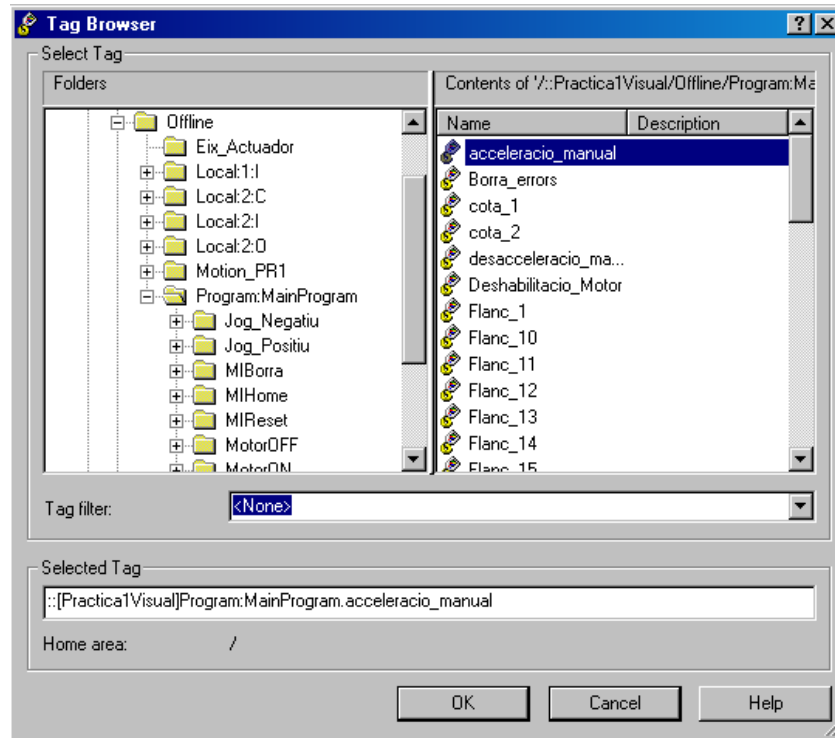 Tag Browser
Select Tag
Folders
Offline
Eix_Actuador
Local:1:I
Local:2:C
Local:2:I
Local:2:O
Motion_PR1
Program:MainProgram
Jog_Negatiu
Jog_Positiu
MIBorra
MIHome
MIReset
MotorOFF
MotorON
Contents of '/::Practica1Visual/Offline/Program:Ma
Name Description
acceleracio_manual
Borra_errors
cota_1
cota_2
desacceleracio_ma...
Deshabilitacio_Motor
Flanc_1
Flanc_10
Flanc_11
Flanc_12
Flanc_13
Flanc_14
Flanc_15
Tag filter: <None>
Selected Tag
::[Practica1Visual]Program:MainProgram.acceleracio_manual
Home area: /
OK Cancel Help